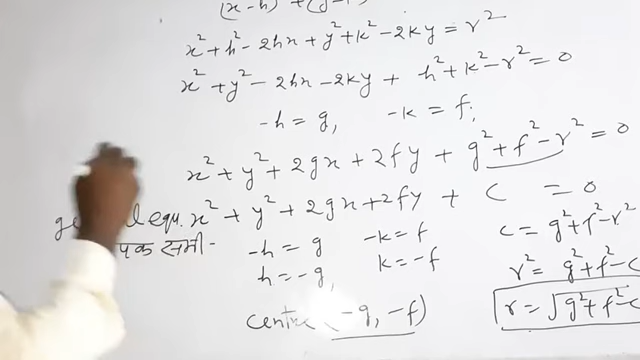 x² + h² - 2hx + y² + k² - 2ky = r²
x² + y² - 2hx - 2ky + h² + k² - r² = 0
-h = g, -k = f;
x² + y² + 2gx + 2fy + g² + f² - r² = 0
equ. x² + y² + 2gx + 2fy + c = 0
-h = g -k = f c = g² + f² - r²
h = -g, k = -f r² = g² + f² - c
centre (-g, -f) r = √g² + f² - c